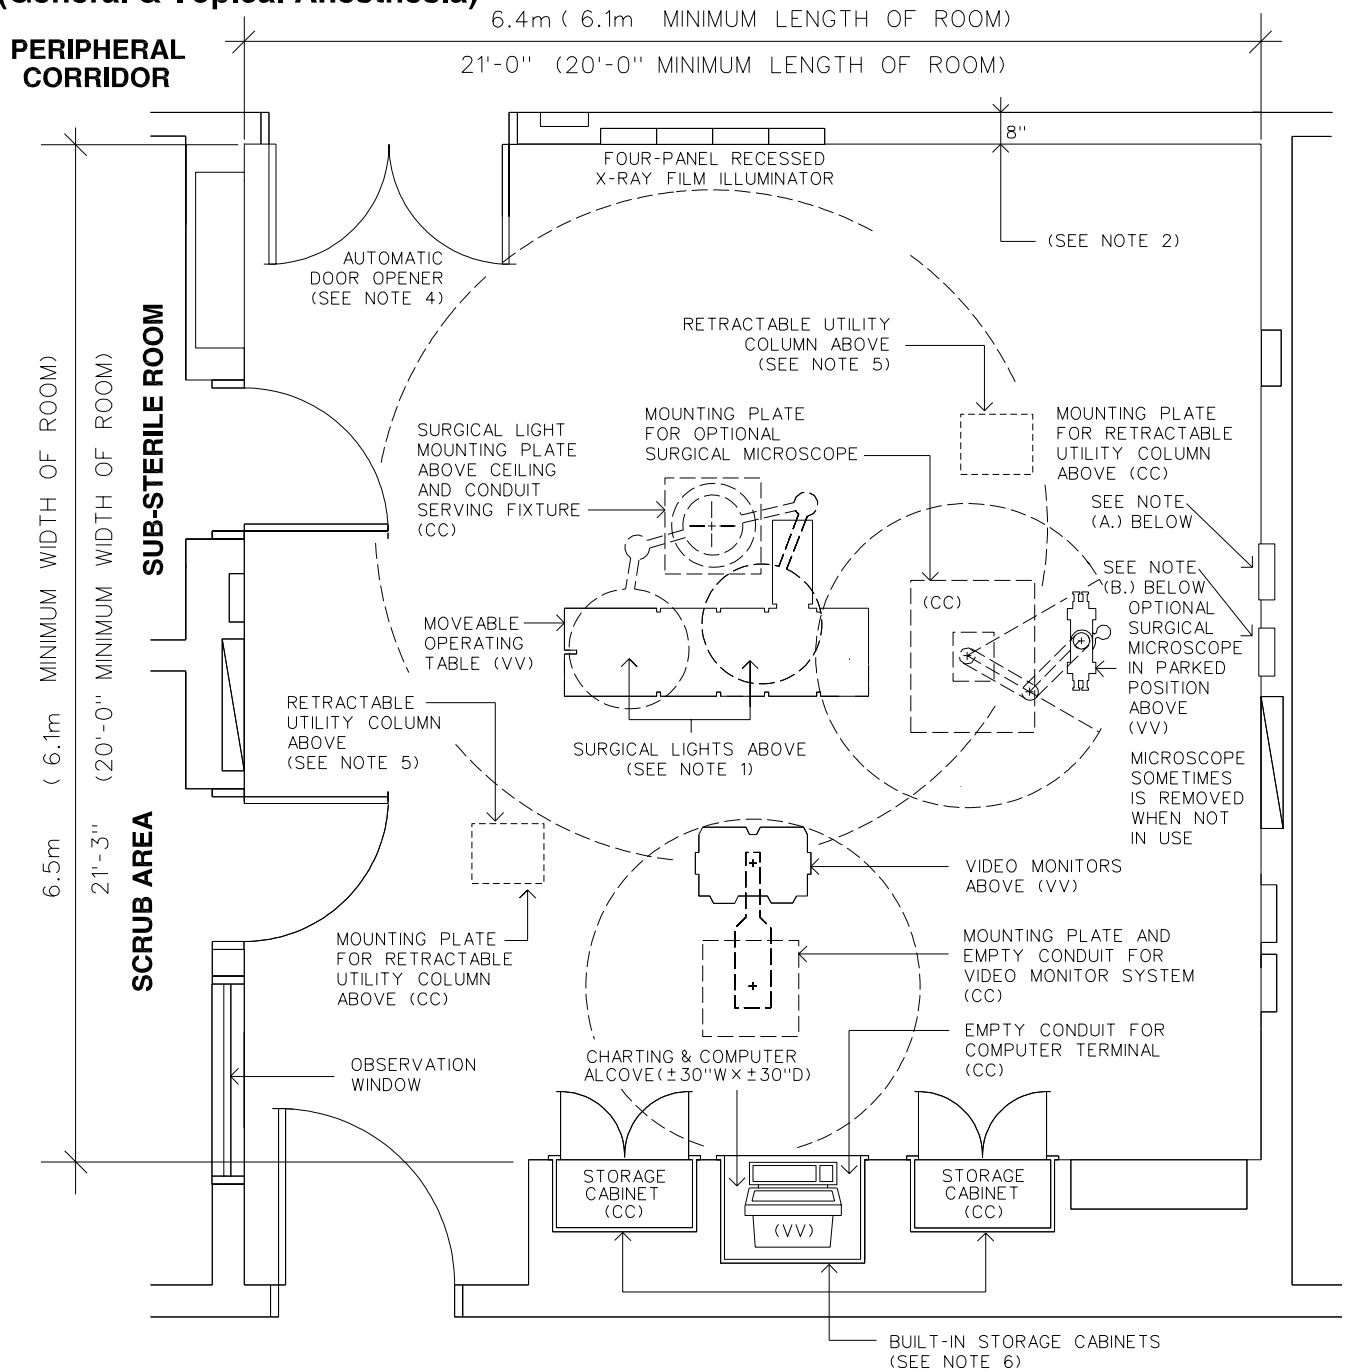 (General & Topical Anesthesia)
6.4m ( 6.1m MINIMUM LENGTH OF ROOM)
21'-0" (20'-0" MINIMUM LENGTH OF ROOM)
PERIPHERAL
CORRIDOR
8"
FOUR-PANEL RECESSED
X-RAY FILM ILLUMINATOR
(SEE NOTE 2)
AUTOMATIC
DOOR OPENER
(SEE NOTE 4)
RETRACTABLE UTILITY
COLUMN ABOVE
(SEE NOTE 5)
SUB-STERILE ROOM
6.5m ( 6.1m MINIMUM WIDTH OF ROOM)
21'-3" (20'-0" MINIMUM WIDTH OF ROOM)
SURGICAL LIGHT
MOUNTING PLATE
ABOVE CEILING
AND CONDUIT
SERVING FIXTURE
(CC)
MOUNTING PLATE
FOR OPTIONAL
SURGICAL MICROSCOPE
MOUNTING PLATE
FOR RETRACTABLE
UTILITY COLUMN
ABOVE (CC)
SEE NOTE
(A.) BELOW
SEE NOTE
(B.) BELOW
(CC)
OPTIONAL
SURGICAL
MICROSCOPE
IN PARKED
POSITION
ABOVE
(VV)
MICROSCOPE
SOMETIMES
IS REMOVED
WHEN NOT
IN USE
MOVEABLE
OPERATING
TABLE (VV)
RETRACTABLE
UTILITY COLUMN
ABOVE
(SEE NOTE 5)
SURGICAL LIGHTS ABOVE
(SEE NOTE 1)
SCRUB AREA
VIDEO MONITORS
ABOVE (VV)
MOUNTING PLATE
FOR RETRACTABLE
UTILITY COLUMN
ABOVE (CC)
MOUNTING PLATE AND
EMPTY CONDUIT FOR
VIDEO MONITOR SYSTEM
(CC)
EMPTY CONDUIT FOR
COMPUTER TERMINAL
(CC)
OBSERVATION
WINDOW
CHARTING & COMPUTER
ALCOVE(±30"W×±30"D)
STORAGE
CABINET
(CC)
(VV)
STORAGE
CABINET
(CC)
BUILT-IN STORAGE CABINETS
(SEE NOTE 6)